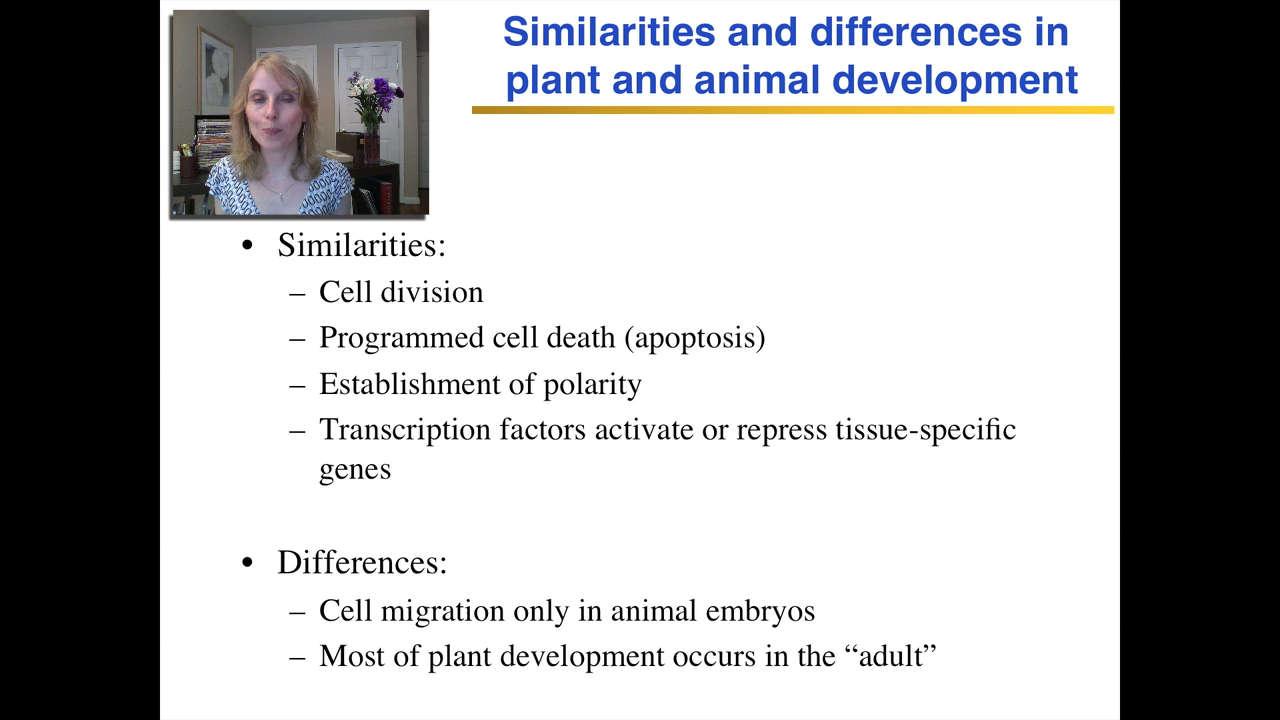 Similarities and differences in
plant and animal development
• Similarities:
– Cell division
– Programmed cell death (apoptosis)
– Establishment of polarity
– Transcription factors activate or repress tissue-specific
genes
• Differences:
– Cell migration only in animal embryos
– Most of plant development occurs in the “adult”